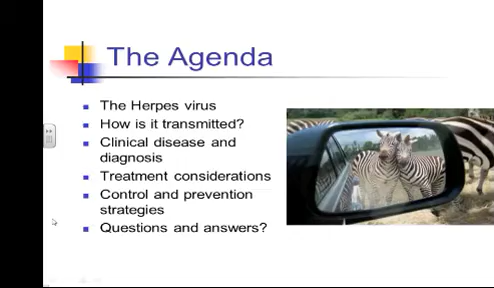 The Agenda
The Herpes virus
How is it transmitted?
Clinical disease and
diagnosis
Treatment considerations
Control and prevention
strategies
Questions and answers?